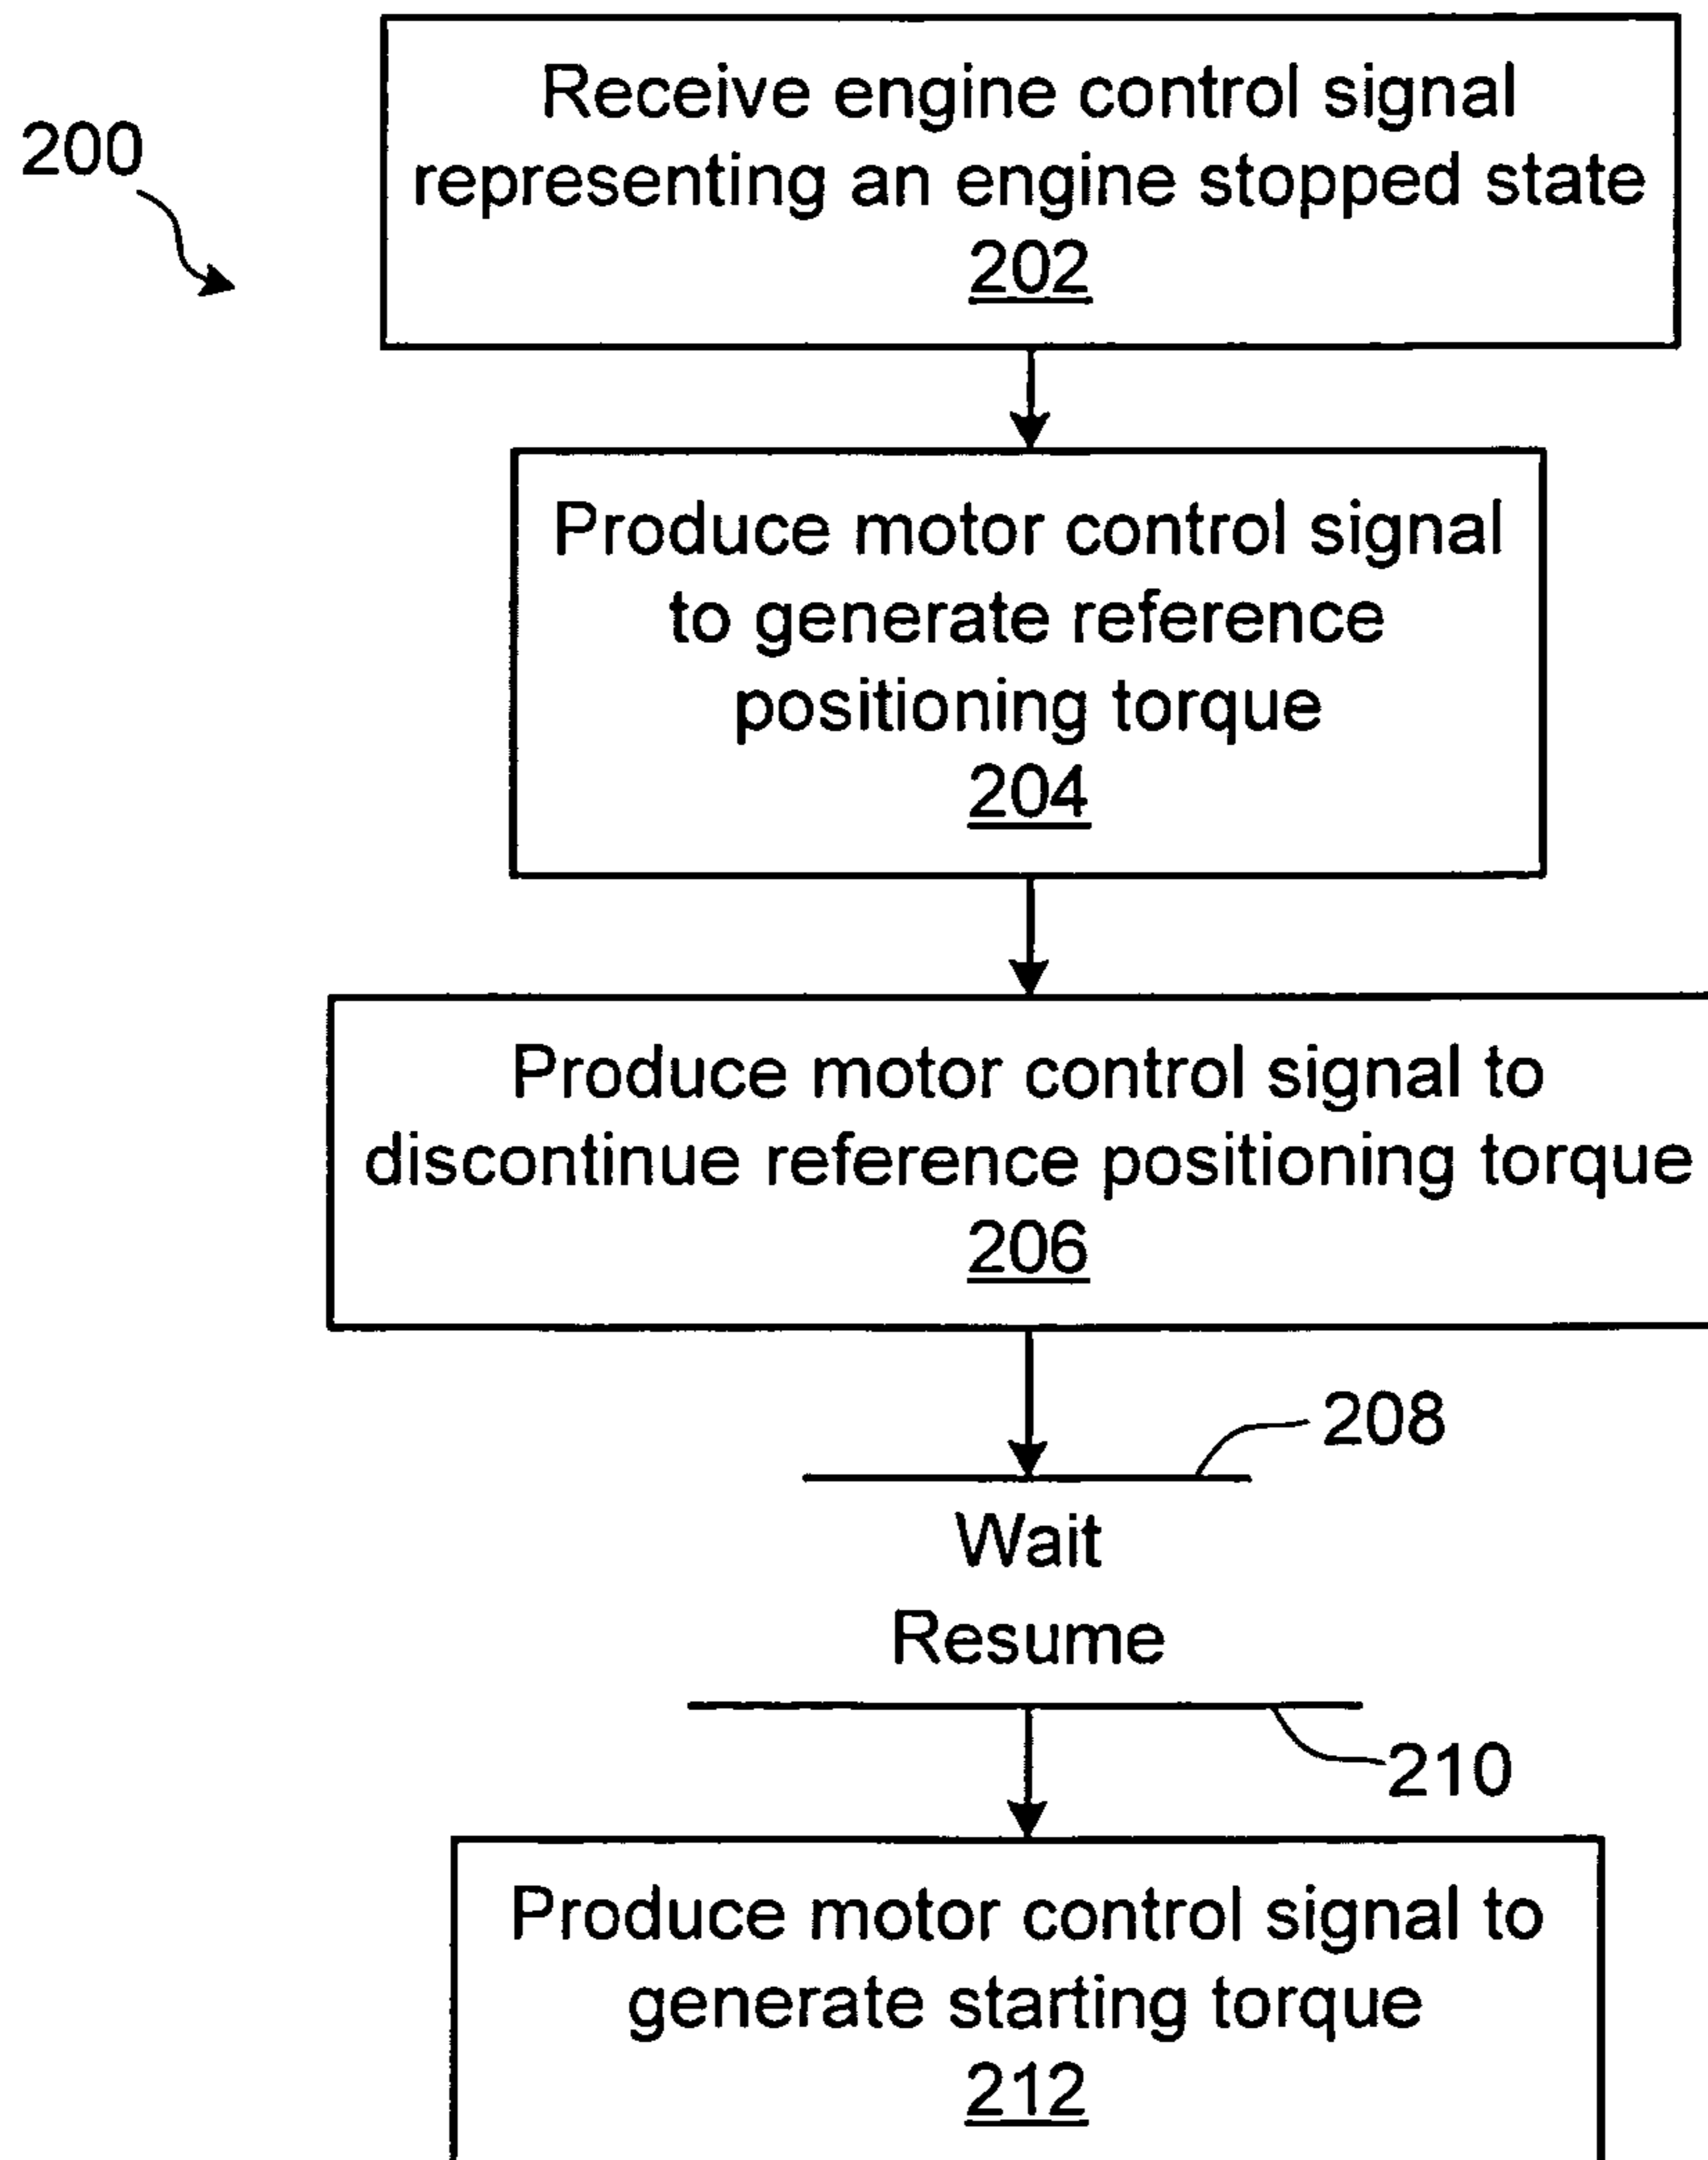 200
Receive engine control signal
representing an engine stopped state
202
Produce motor control signal
to generate reference
positioning torque
204
Produce motor control signal to
discontinue reference positioning torque
206
208
Wait
Resume
210
Produce motor control signal to
generate starting torque
212